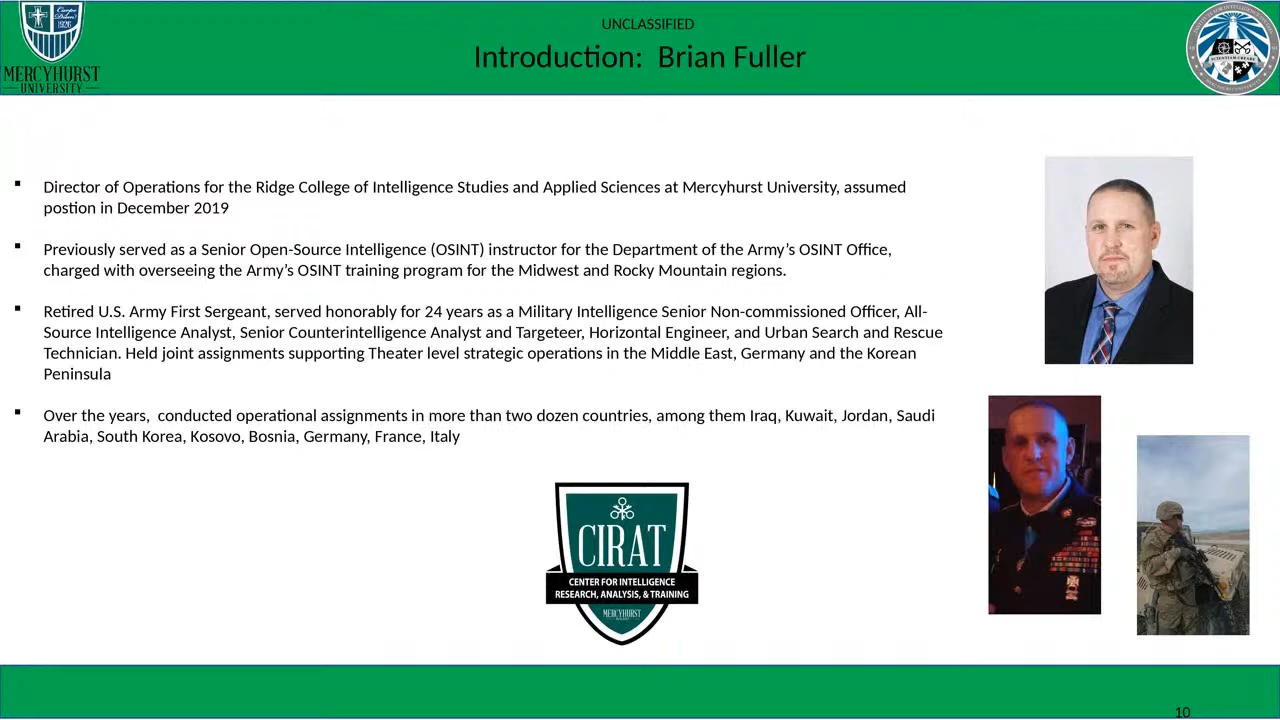 UNCLASSIFIED
Introduction:  Brian Fuller
Carpe
Diem
1926
MERCYHURST
UNIVERSITY
SCIENTIAM CREARE
▪ Director of Operations for the Ridge College of Intelligence Studies and Applied Sciences at Mercyhurst University, assumed
postion in December 2019
▪ Previously served as a Senior Open-Source Intelligence (OSINT) instructor for the Department of the Army’s OSINT Office,
charged with overseeing the Army’s OSINT training program for the Midwest and Rocky Mountain regions.
▪ Retired U.S. Army First Sergeant, served honorably for 24 years as a Military Intelligence Senior Non-commissioned Officer, All-
Source Intelligence Analyst, Senior Counterintelligence Analyst and Targeteer, Horizontal Engineer, and Urban Search and Rescue
Technician. Held joint assignments supporting Theater level strategic operations in the Middle East, Germany and the Korean
Peninsula
▪ Over the years,  conducted operational assignments in more than two dozen countries, among them Iraq, Kuwait, Jordan, Saudi
Arabia, South Korea, Kosovo, Bosnia, Germany, France, Italy
CIRAT
CENTER FOR INTELLIGENCE
RESEARCH, ANALYSIS, & TRAINING
MERCYHURST
10